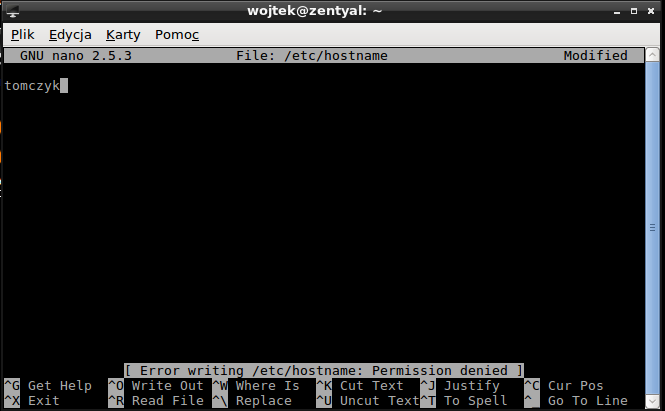 wojtek@zentyal: ~
Plik Edycja Karty Pomoc
GNU nano 2.5.3 File: /etc/hostname Modified
tomczyk
[ Error writing /etc/hostname: Permission denied ]
^G Get Help ^O Write Out ^W Where Is ^K Cut Text ^J Justify ^C Cur Pos
^X Exit ^R Read File ^\ Replace ^U Uncut Text ^T To Spell ^_ Go To Line